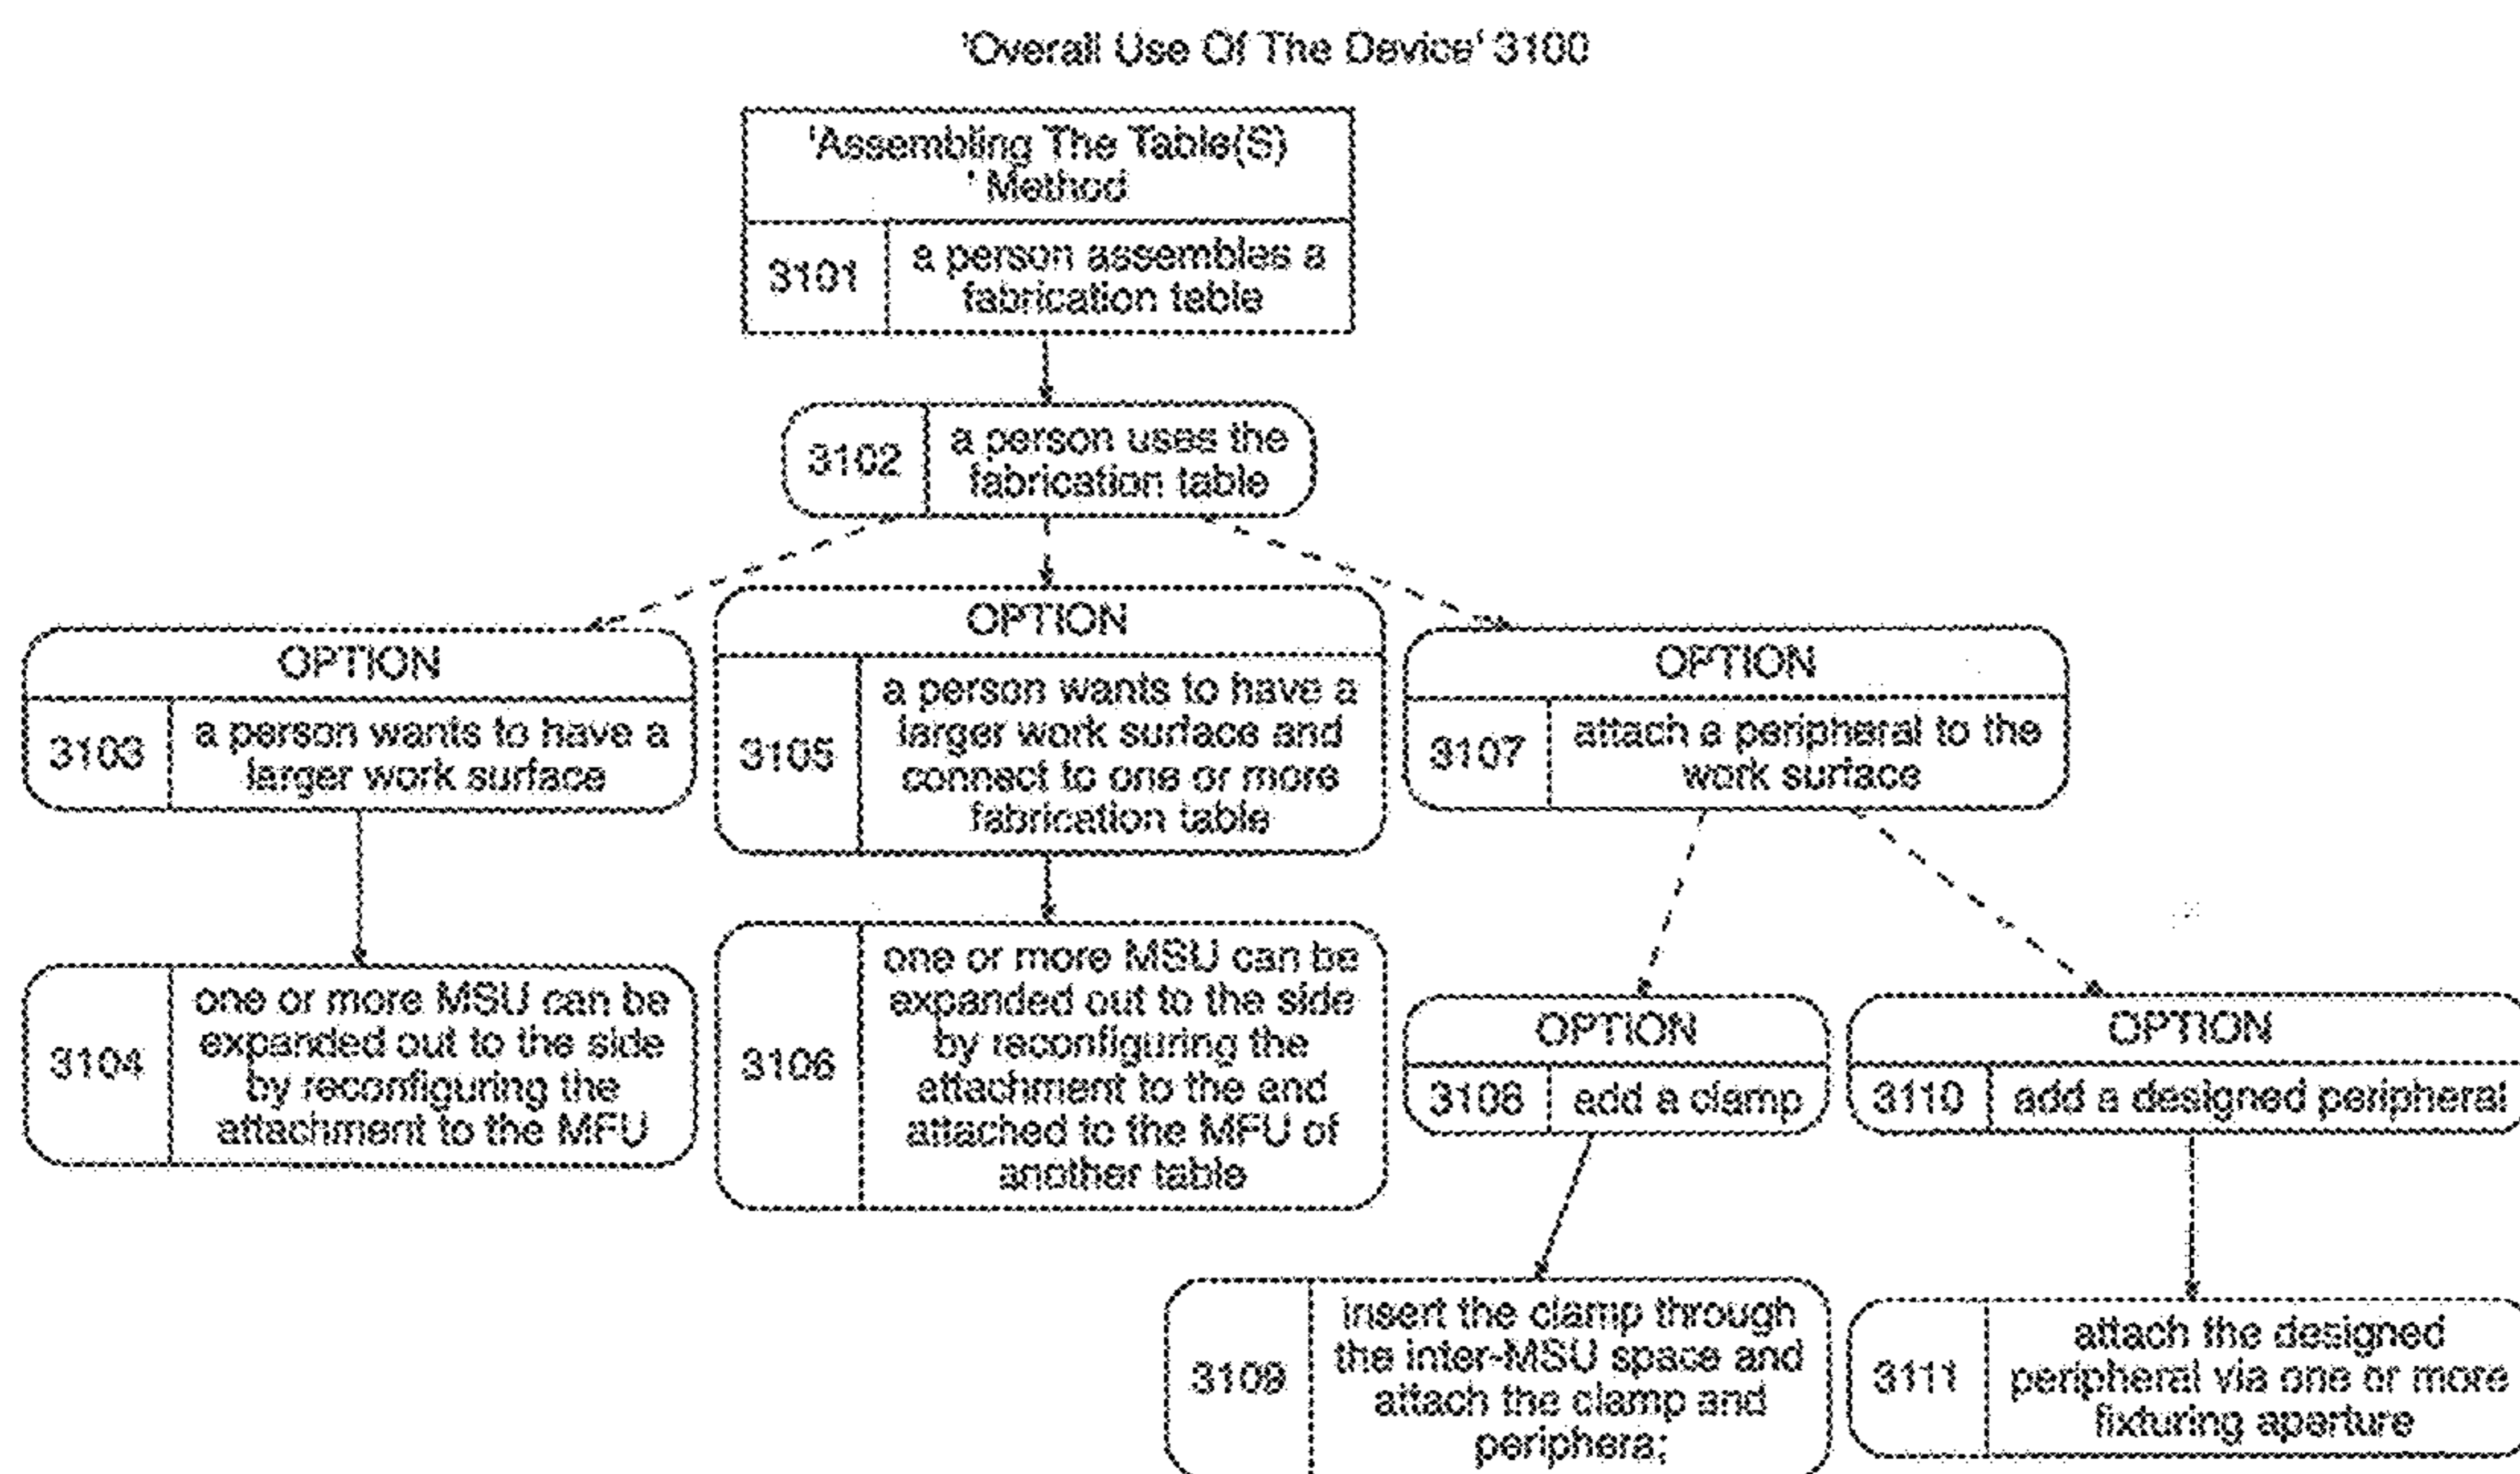 'Overall Use Of The Device' 3100
'Assembling The Table(S)
' Method
3101
a person assembles a
fabrication table
3102
a person uses the
fabrication table
OPTION
3103
a person wants to have a
larger work surface
OPTION
3105
a person wants to have a
larger work surface and
connect to one or more
fabrication table
OPTION
3107
attach a peripheral to the
work surface
3104
one or more MSU can be
expanded out to the side
by reconfiguring the
attachment to the MFU
3106
one or more MSU can be
expanded out to the side
by reconfiguring the
attachment to the and
attached to the MFU of
another table
OPTION
3108
add a clamp
OPTION
3110
add a designed peripheral
3109
insert the clamp through
the inter-MSU space and
attach the clamp and
periphera;
3111
attach the designed
peripheral via one or more
fixturing aperture